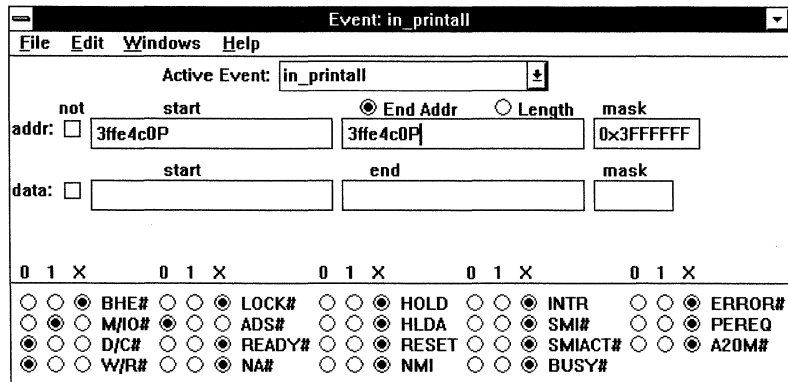 Event: in_printall
File Edit Windows Help
Active Event: in_printall
not start End Addr Length mask
addr: 3ffe4c0P 3ffe4c0P 0x3FFFFFF
start end mask
data:
0 1 X 0 1 X 0 1 X 0 1 X 0 1 X
BHE# LOCK# HOLD INTR ERROR#
M/IO# ADS# HLDA SMI# PEREQ
D/C# READY# RESET SMIACT# A20M#
W/R# NA# NMI BUSY#